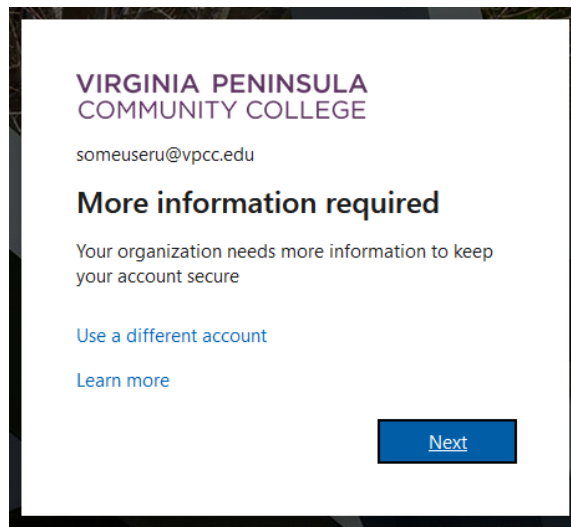 VIRGINIA PENINSULA
COMMUNITY COLLEGE
someuseru@vpcc.edu
More information required
Your organization needs more information to keep
your account secure
Use a different account
Learn more
Next